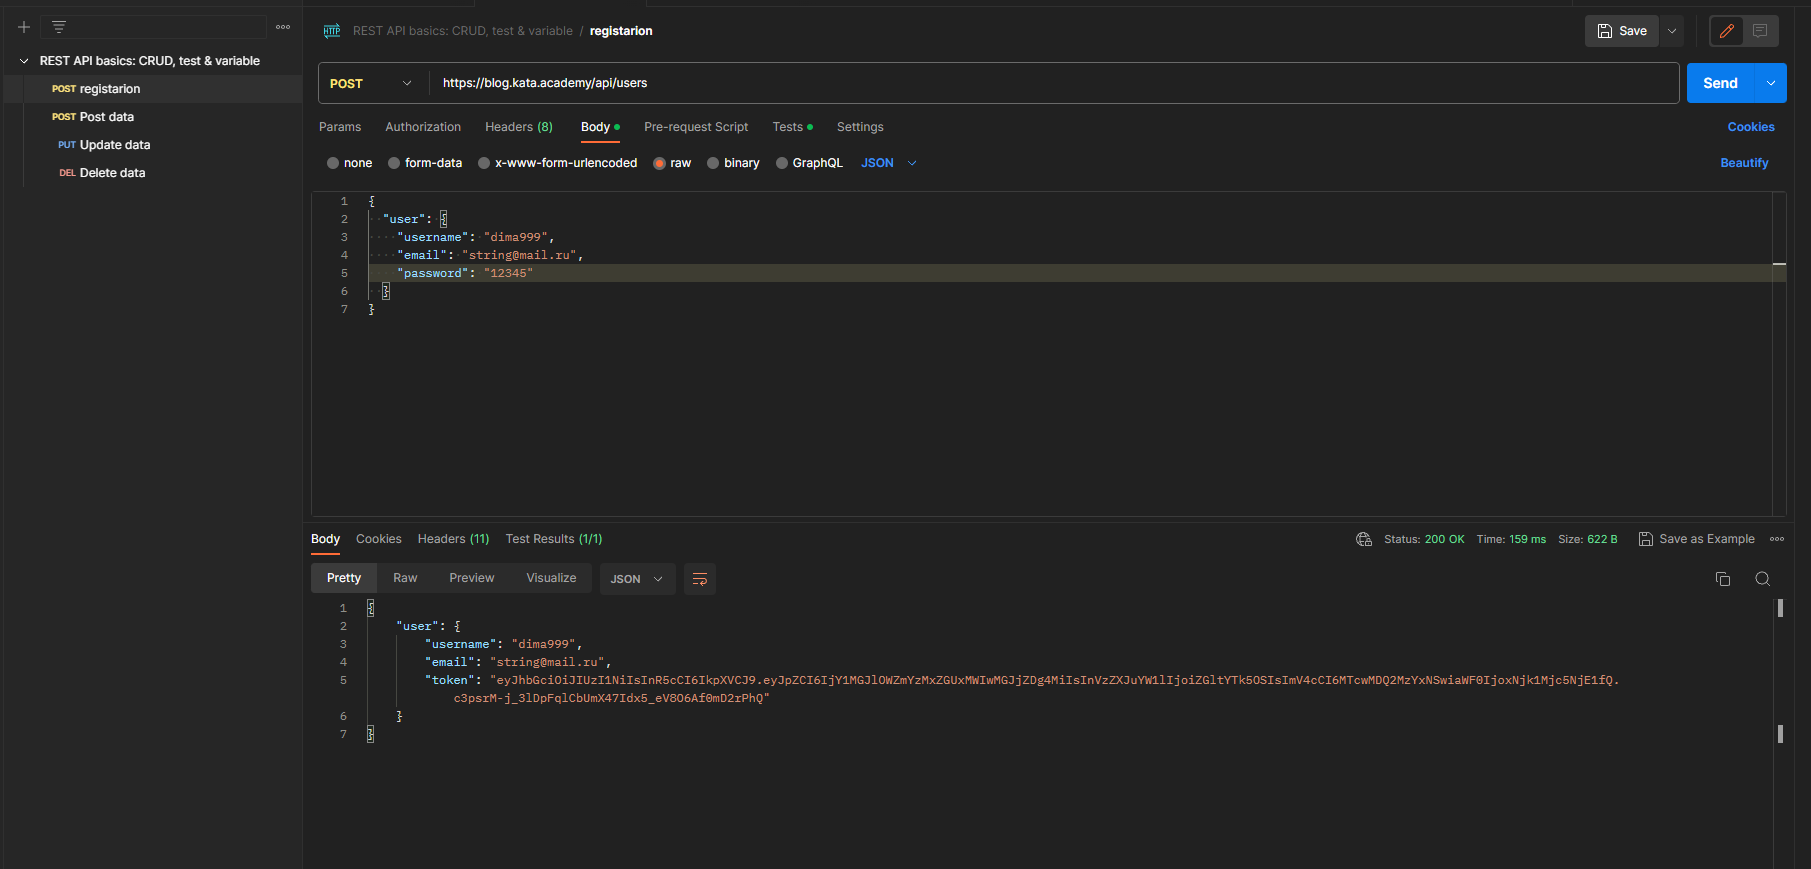 REST API basics: CRUD, test & variable / registarion
Save
REST API basics: CRUD, test & variable
POST registarion
POST Post data
PUT Update data
DEL Delete data
POST https://blog.kata.academy/api/users Send
Params Authorization Headers (8) Body Pre-request Script Tests Settings Cookies
none form-data x-www-form-urlencoded raw binary GraphQL JSON Beautify
1 {
2 "user": {
3 "username": "dima999",
4 "email": "string@mail.ru",
5 "password": "12345"
6 }
7 }
Body Cookies Headers (11) Test Results (1/1) Status: 200 OK Time: 159 ms Size: 622 B Save as Example
Pretty Raw Preview Visualize JSON
1 {
2 "user": {
3 "username": "dima999",
4 "email": "string@mail.ru",
5 "token": "eyJhbGciOiJIUzI1NiIsInR5cCI6IkpXVCJ9.eyJpZCI6IjY1MGJlOWZmYzMxZGUxMWIwMGJjZDg4MiIsInVzZXJuYW1lIjoiZGltYTk5OSIsImV4cCI6MTcwMDQ2MzYxNSwiaWF0IjoxNjk1Mjc5NjE1fQ.
c3psrM-j_3lDpFqlCbUmX47Idx5_eV8O6Af0mD2rPhQ"
6 }
7 }